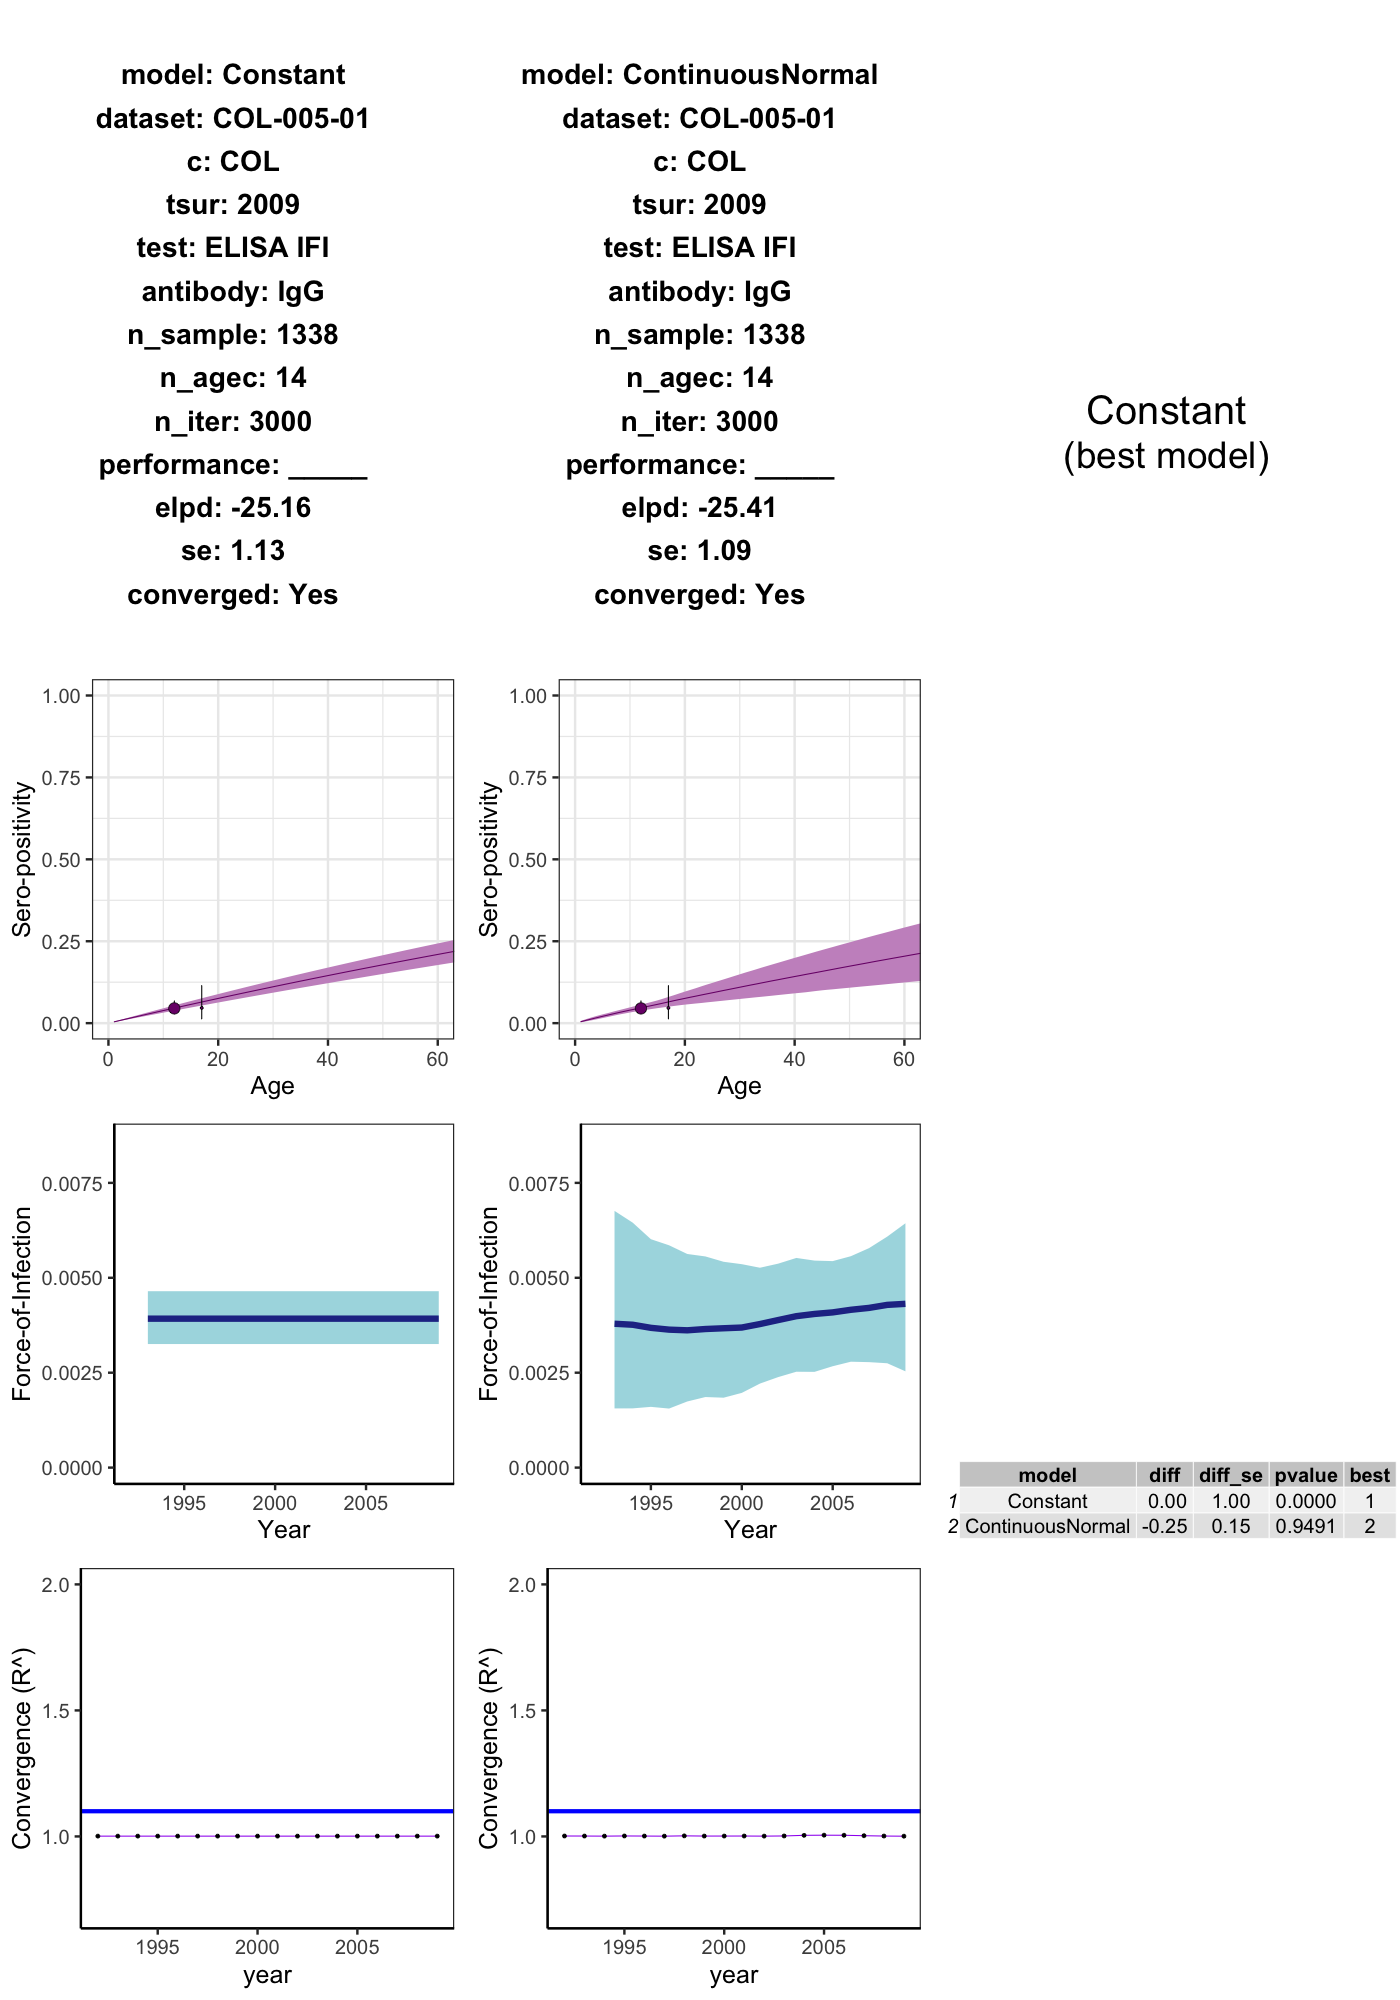 model: Constant
dataset: COL-005-01
c: COL
tsur: 2009
test: ELISA IFI
antibody: IgG
n_sample: 1338
n_agec: 14
n_iter: 3000
performance: _____
elpd: -25.16
se: 1.13
converged: Yes
model: ContinuousNormal
dataset: COL-005-01
c: COL
tsur: 2009
test: ELISA IFI
antibody: IgG
n_sample: 1338
n_agec: 14
n_iter: 3000
performance: _____
elpd: -25.41
se: 1.09
converged: Yes
Constant
(best model)
Sero-positivity
1.00
0.75
0.50
0.25
0.00
0 20 40 60
Age
Sero-positivity
1.00
0.75
0.50
0.25
0.00
0 20 40 60
Age
Force-of-Infection
0.0075
0.0050
0.0025
0.0000
1995 2000 2005
Year
Force-of-Infection
0.0075
0.0050
0.0025
0.0000
1995 2000 2005
Year
model diff diff_se pvalue best
1 Constant 0.00 1.00 0.0000 1
2 ContinuousNormal -0.25 0.15 0.9491 2
Convergence (R^)
2.0
1.5
1.0
1995 2000 2005
year
Convergence (R^)
2.0
1.5
1.0
1995 2000 2005
year